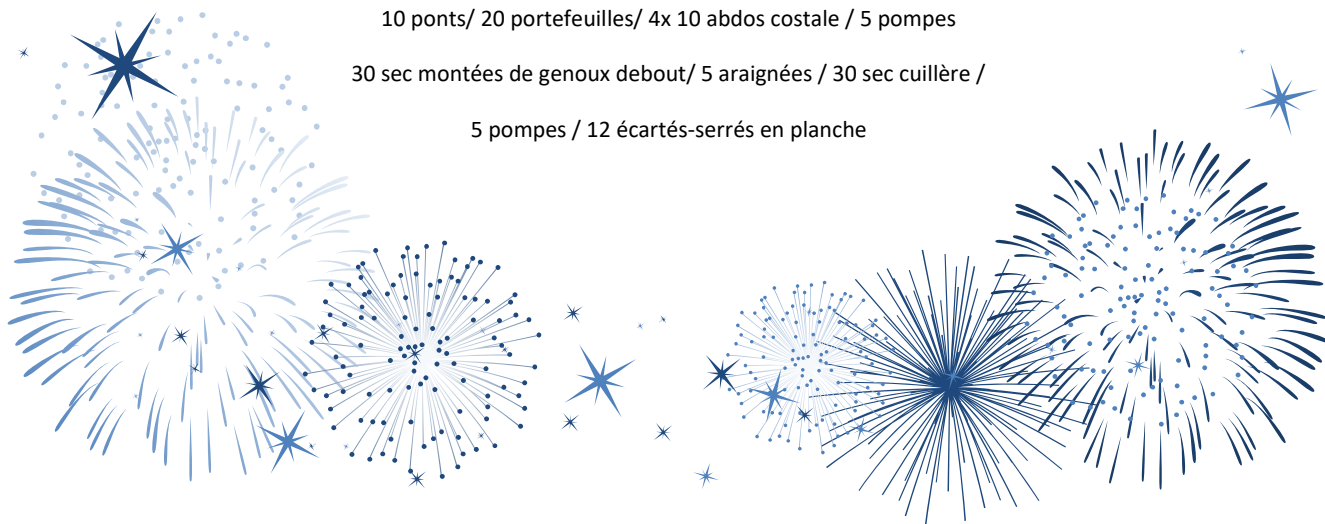 10 ponts/ 20 portefeuilles/ 4x 10 abdos costale / 5 pompes
30 sec montées de genoux debout/ 5 araignées / 30 sec cuillère /
5 pompes / 12 écartés-serrés en planche